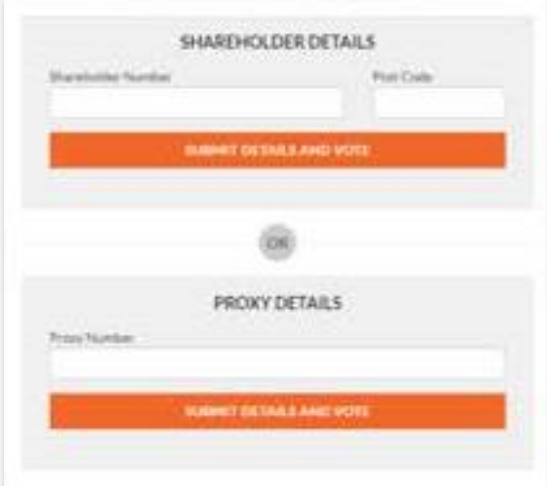 SHAREHOLDER DETAILS
Shareholder Number Post Code
SUBMIT DETAILS AND VOTE
OR
PROXY DETAILS
Proxy Number
SUBMIT DETAILS AND VOTE